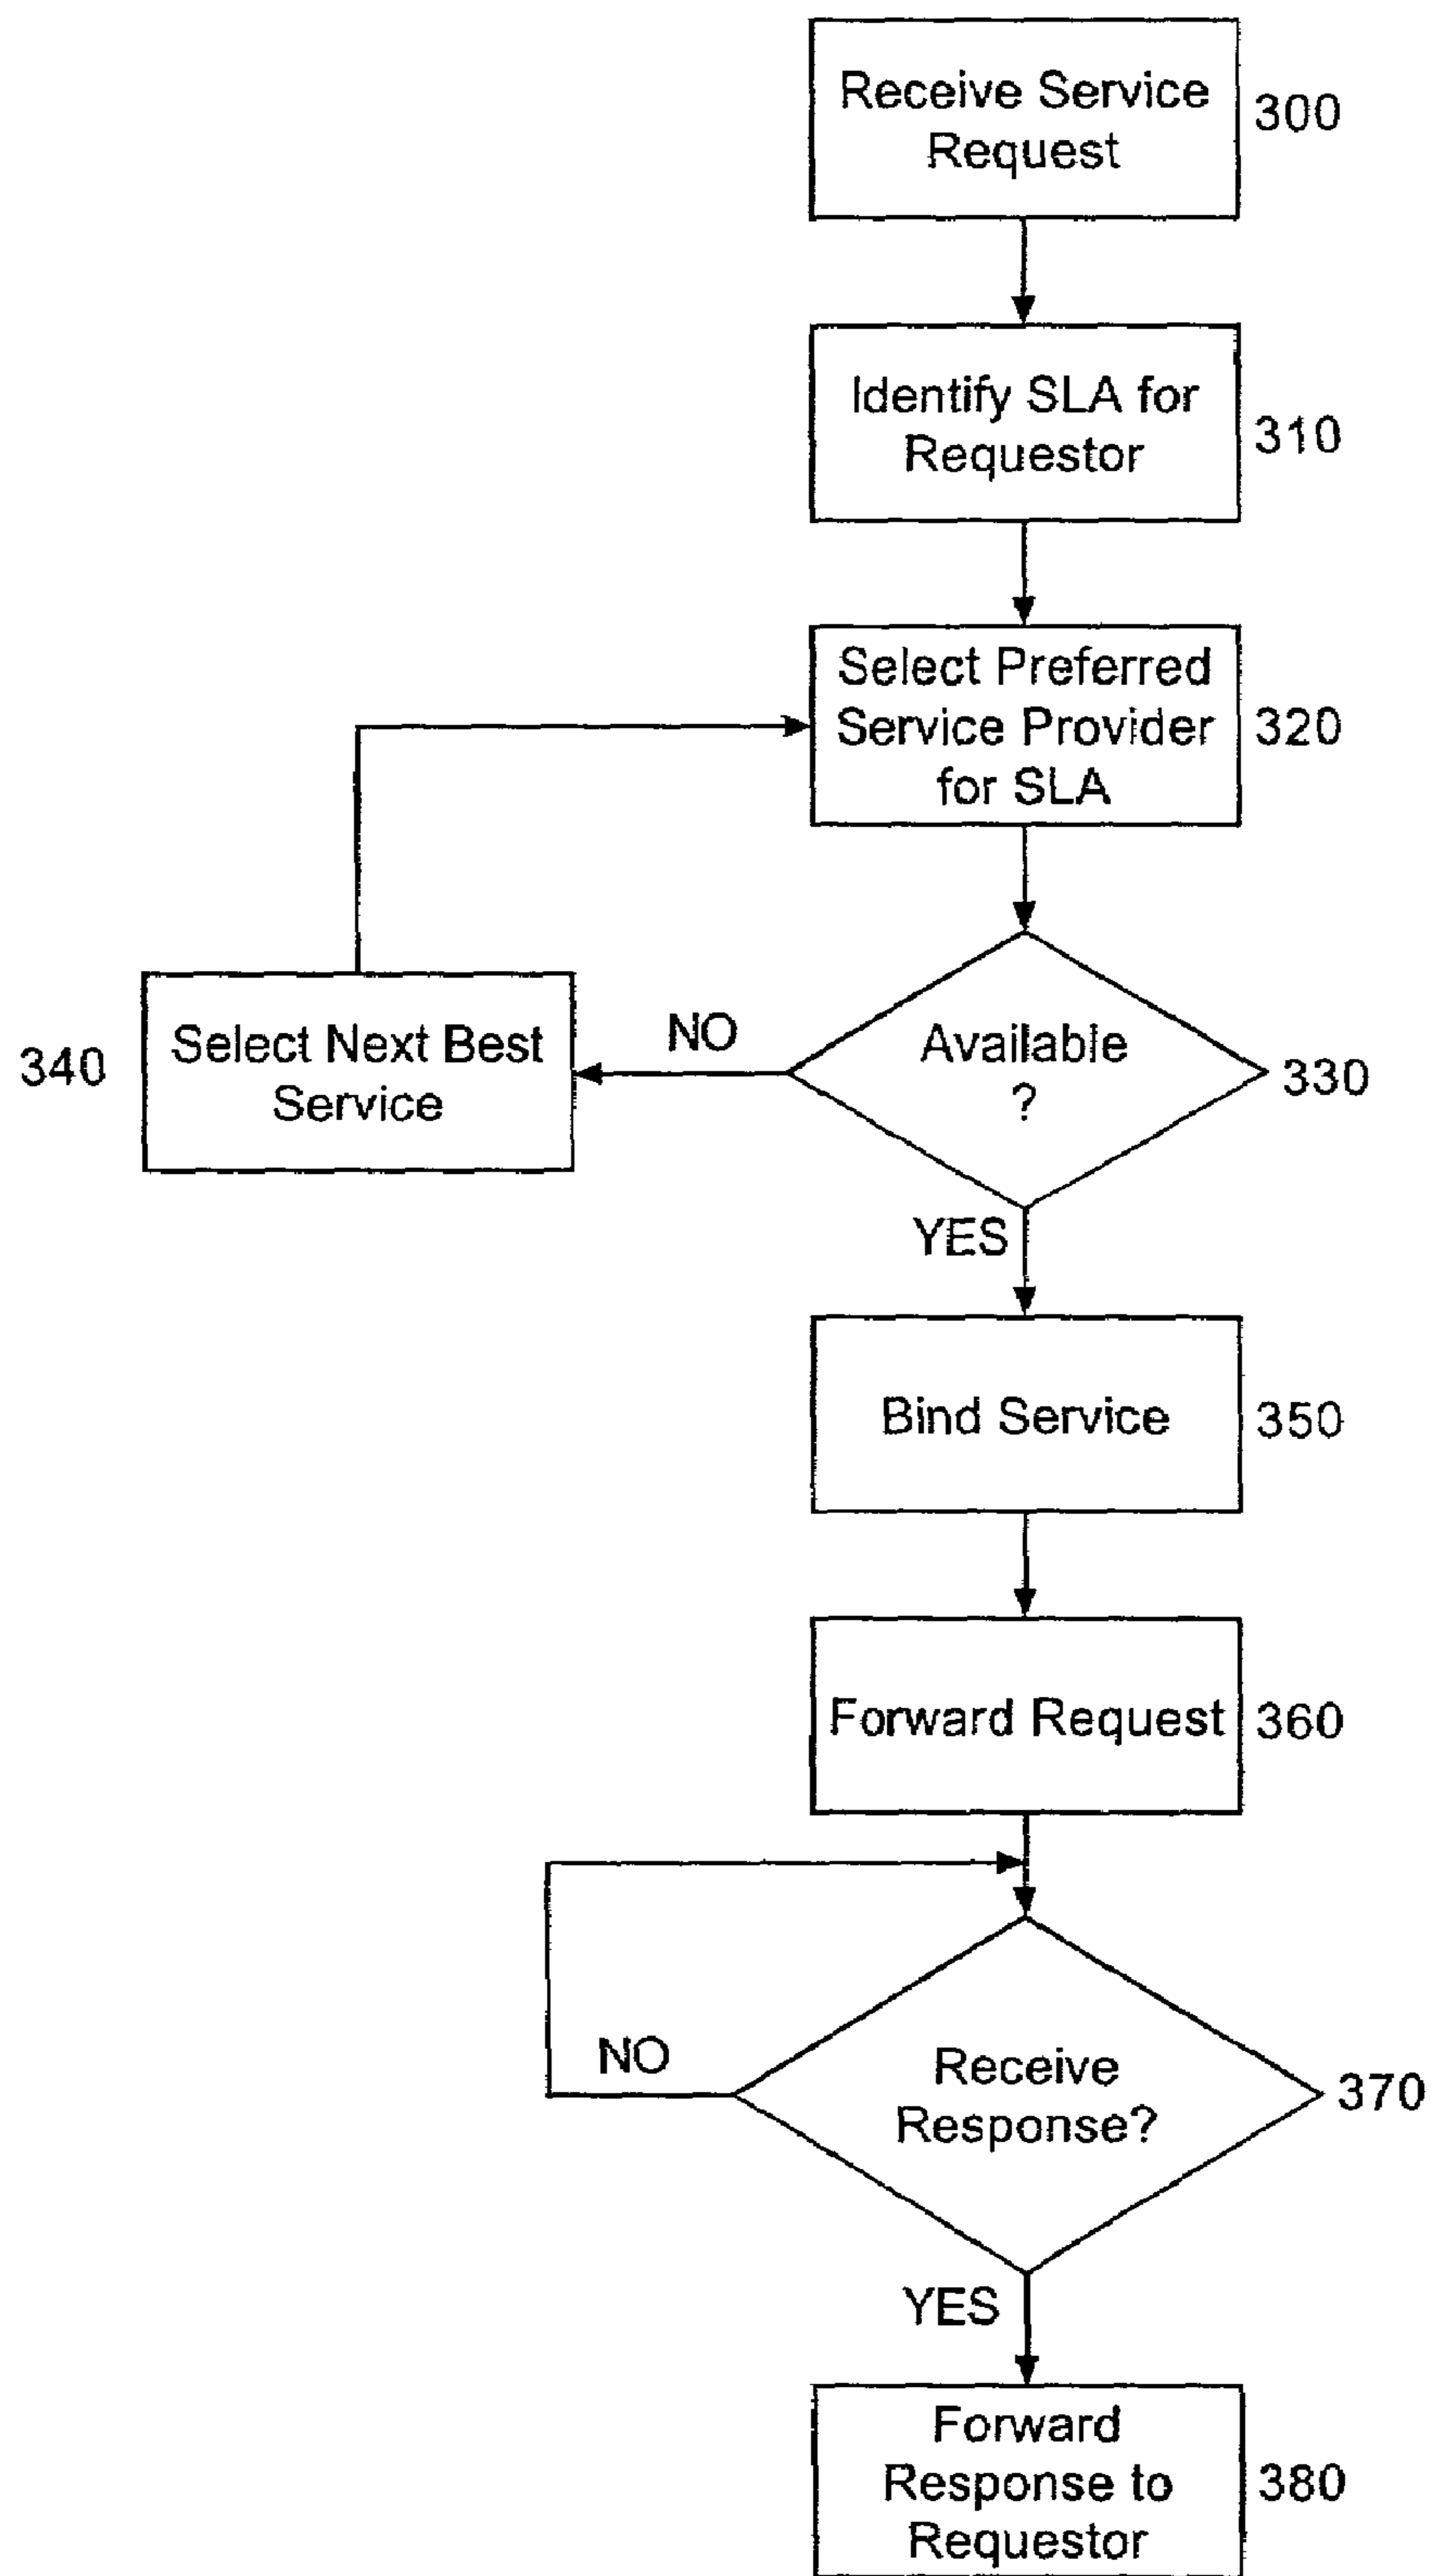 Receive Service
Request
300
Identify SLA for
Requestor
310
Select Preferred
Service Provider
for SLA
320
Available
?
330
NO
Select Next Best
Service
340
YES
Bind Service
350
Forward Request
360
Receive
Response?
370
NO
YES
Forward
Response to
Requestor
380